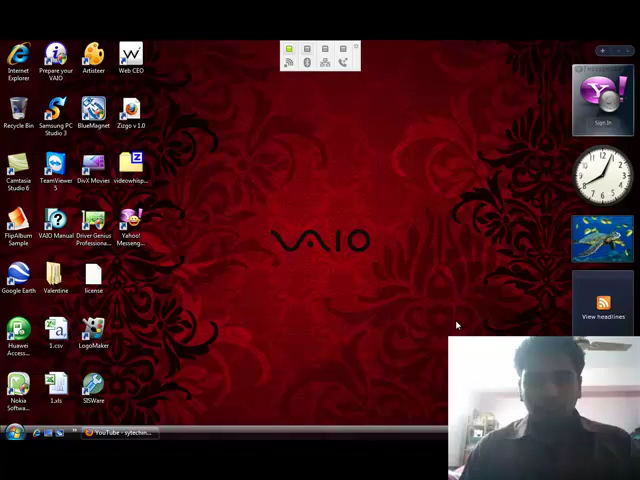 Internet
Explorer
Prepare your
VAIO
Artisteer
Web CEO
Recycle Bin
Samsung PC
Studio 3
BlueMagnet
Zizgo v 1.0
Camtasia
Studio 6
TeamViewer
5
DivX Movies
videowhisp...
FlipAlbum
Sample
VAIO Manual
Driver Genius
Professiona...
Yahoo!
Messeng...
Google Earth
Valentine
license
Huawei
Access...
1.csv
LogoMaker
Nokia
Softwa...
1.xls
SISWare
VAIO
Sign In
View headlines
YouTube - sytechin...